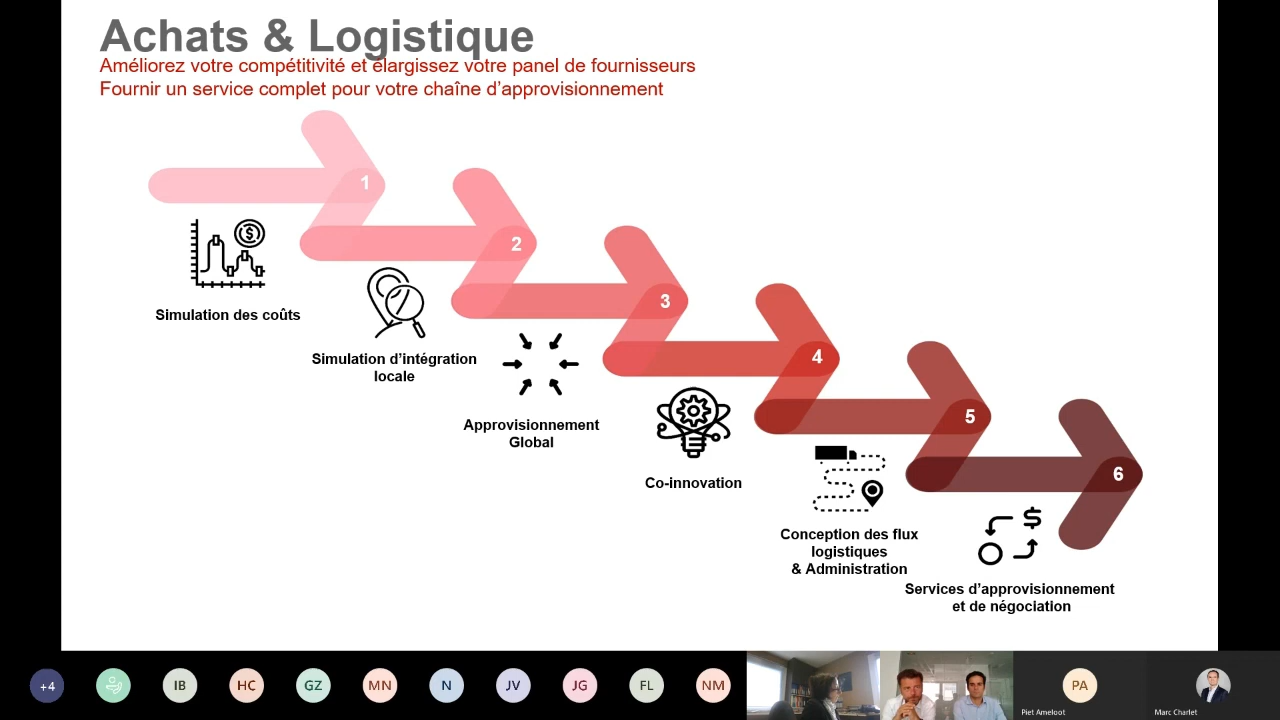 Achats & Logistique
Améliorez votre compétitivité et élargissez votre panel de fournisseurs
Fournir un service complet pour votre chaîne d'approvisionnement
1
2
3
4
5
6
$
Simulation des coûts
Simulation d'intégration
locale
Approvisionnement
Global
Co-innovation
Conception des flux
logistiques
& Administration
$
Services d'approvisionnement
et de négociation
+4
IB
HC
GZ
MN
N
JV
JG
FL
NM
PA
Piet Ameloot
Marc Charlet